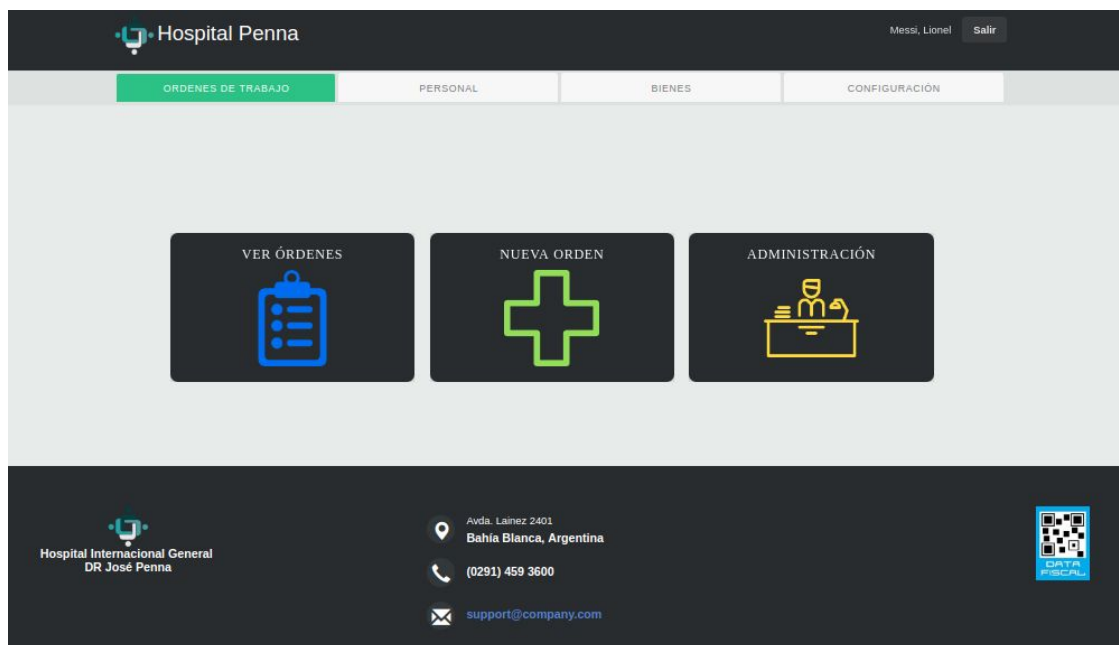 Hospital Penna
Messi, Lionel Salir
ORDENES DE TRABAJO PERSONAL BIENES CONFIGURACIÓN
VER ÓRDENES NUEVA ORDEN ADMINISTRACIÓN
Hospital Internacional General
DR José Penna
Avda. Lainez 2401
Bahía Blanca, Argentina
(0291) 459 3600
support@company.com
DATA
FISCAL